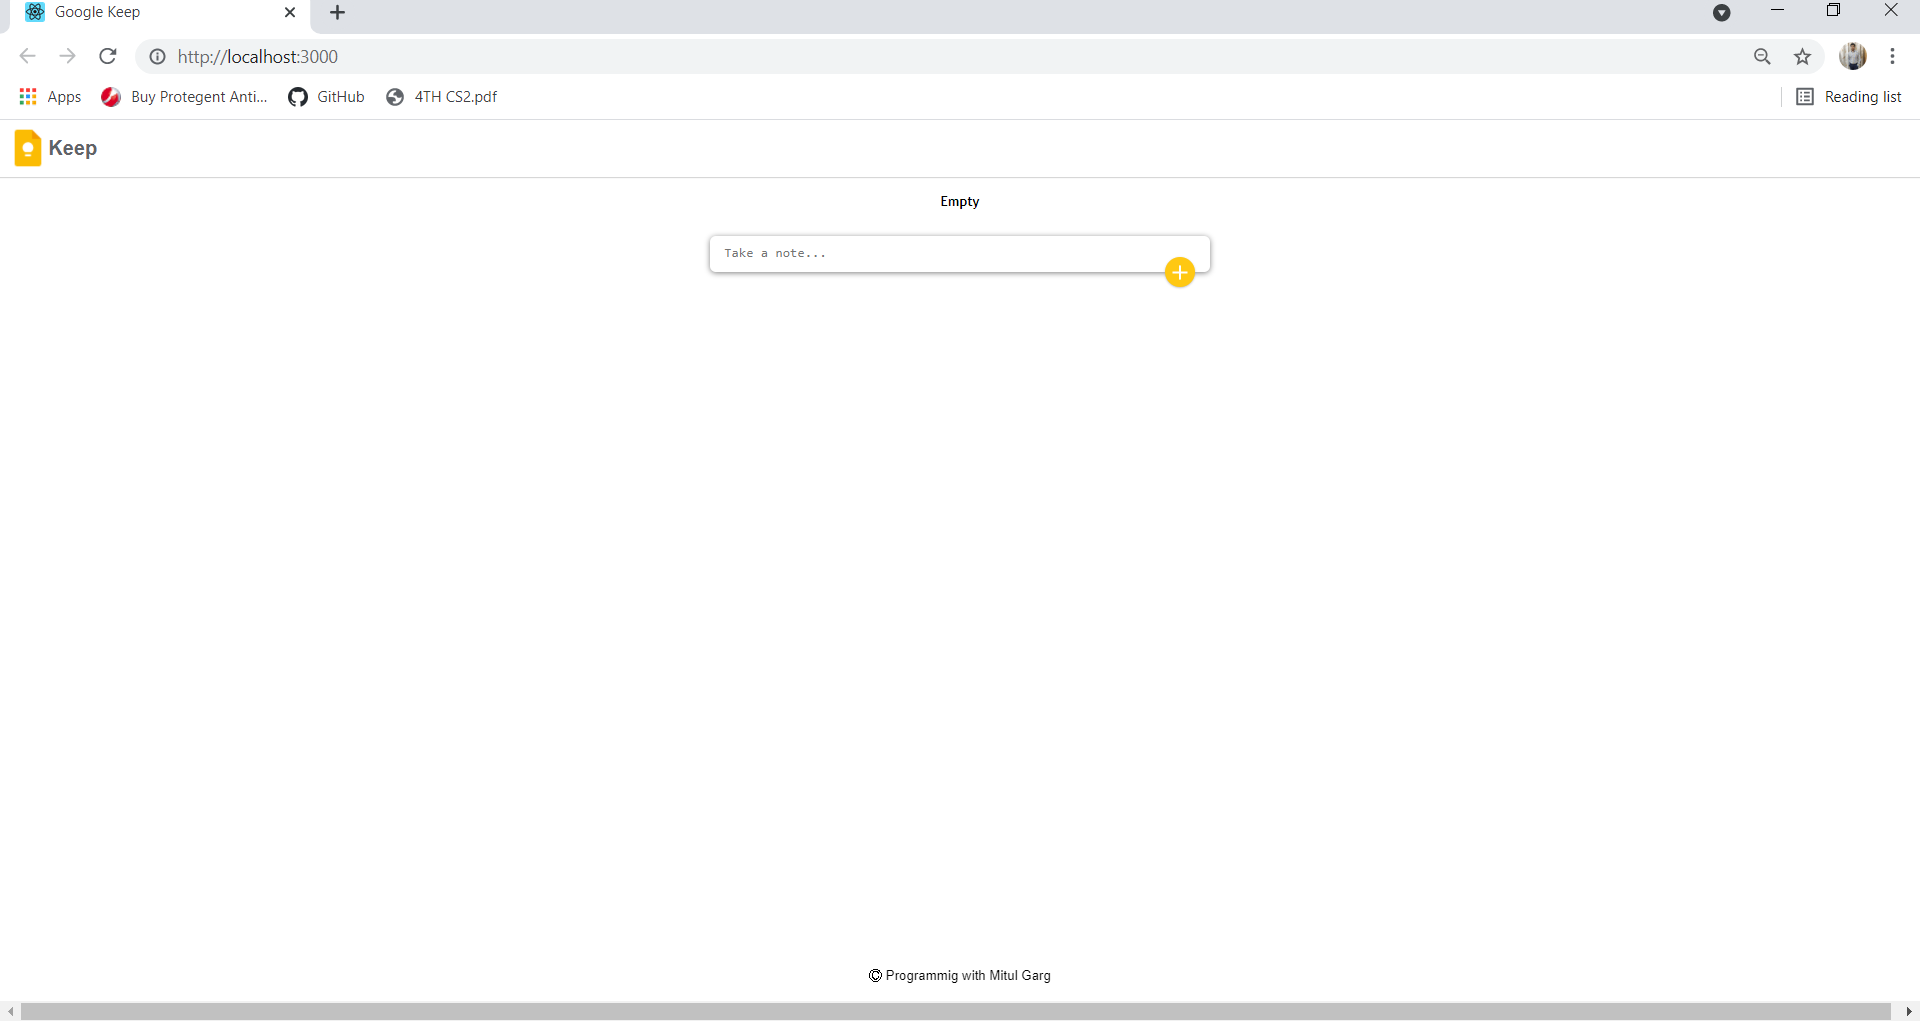 Google Keep
http://localhost:3000
Apps Buy Protegent Anti... GitHub 4TH CS2.pdf Reading list
Keep
Empty
Take a note...
© Programmig with Mitul Garg